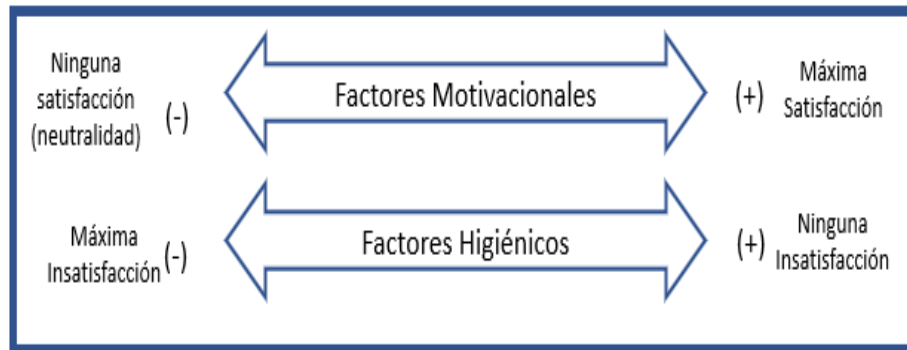 Ninguna
satisfacción
(neutralidad)
(-)
Factores Motivacionales
(+)
Máxima
Satisfacción
Máxima
Insatisfacción
(-)
Factores Higiénicos
(+)
Ninguna
Insatisfacción